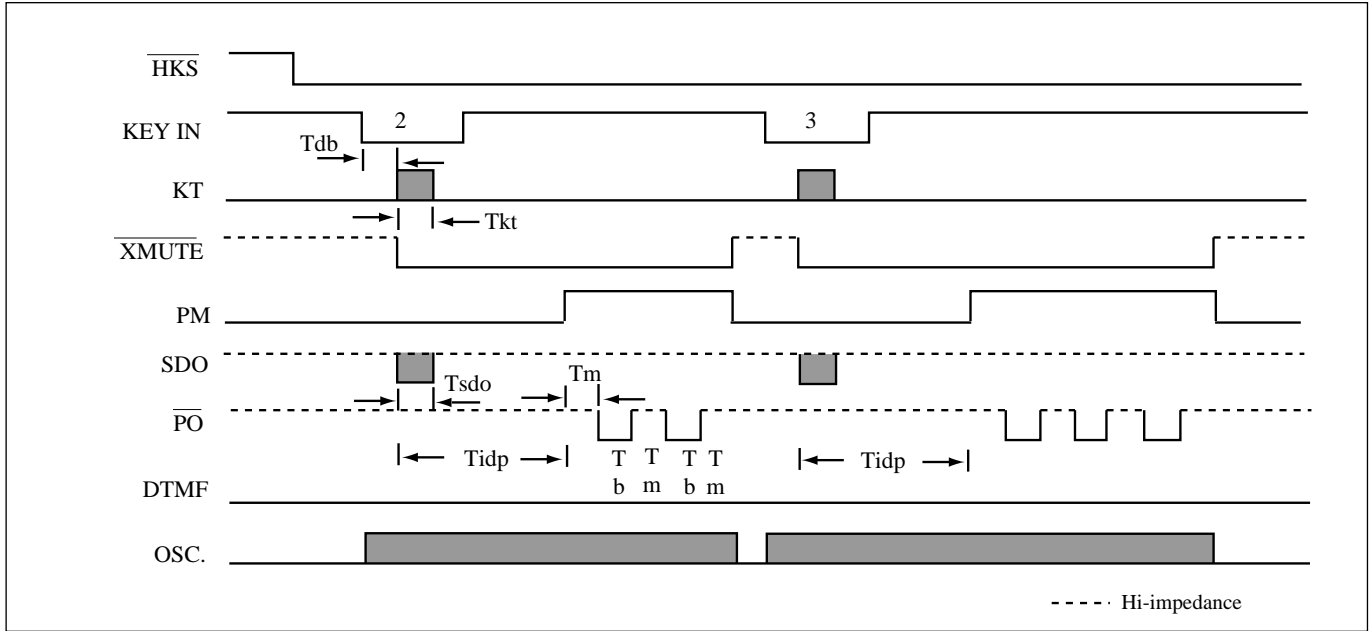 HKS
KEY IN 2 3
Tdb
KT
Tkt
XMUTE
PM
SDO
Tsdo Tm
PO
Tidp T T T T Tidp
b m b m
DTMF
OSC.
Hi-impedance